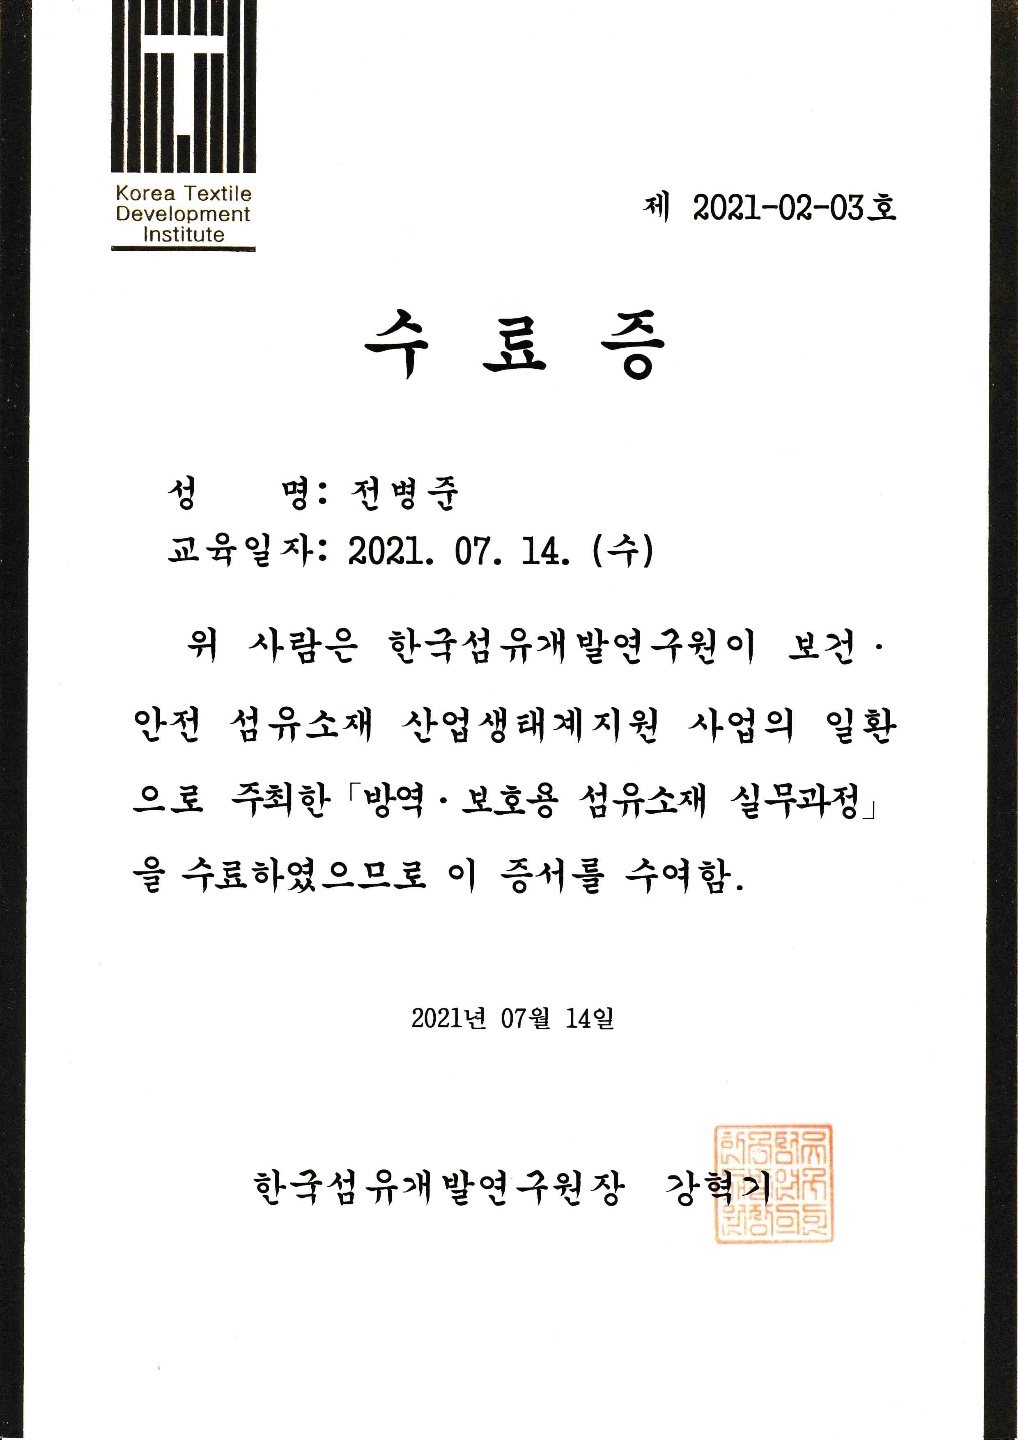 Korea Textile
Development
Institute
제 2021-02-03호
수 료 증
성 명: 전병준
교육일자: 2021. 07. 14. (수)
위 사람은 한국섬유개발연구원이 보건·
안전 섬유소재 산업생태계지원 사업의 일환
으로 주최한 「방역·보호용 섬유소재 실무과정」
을 수료하였으므로 이 증서를 수여함.
2021년 07월 14일
한국섬유개발연구원장 강혁기